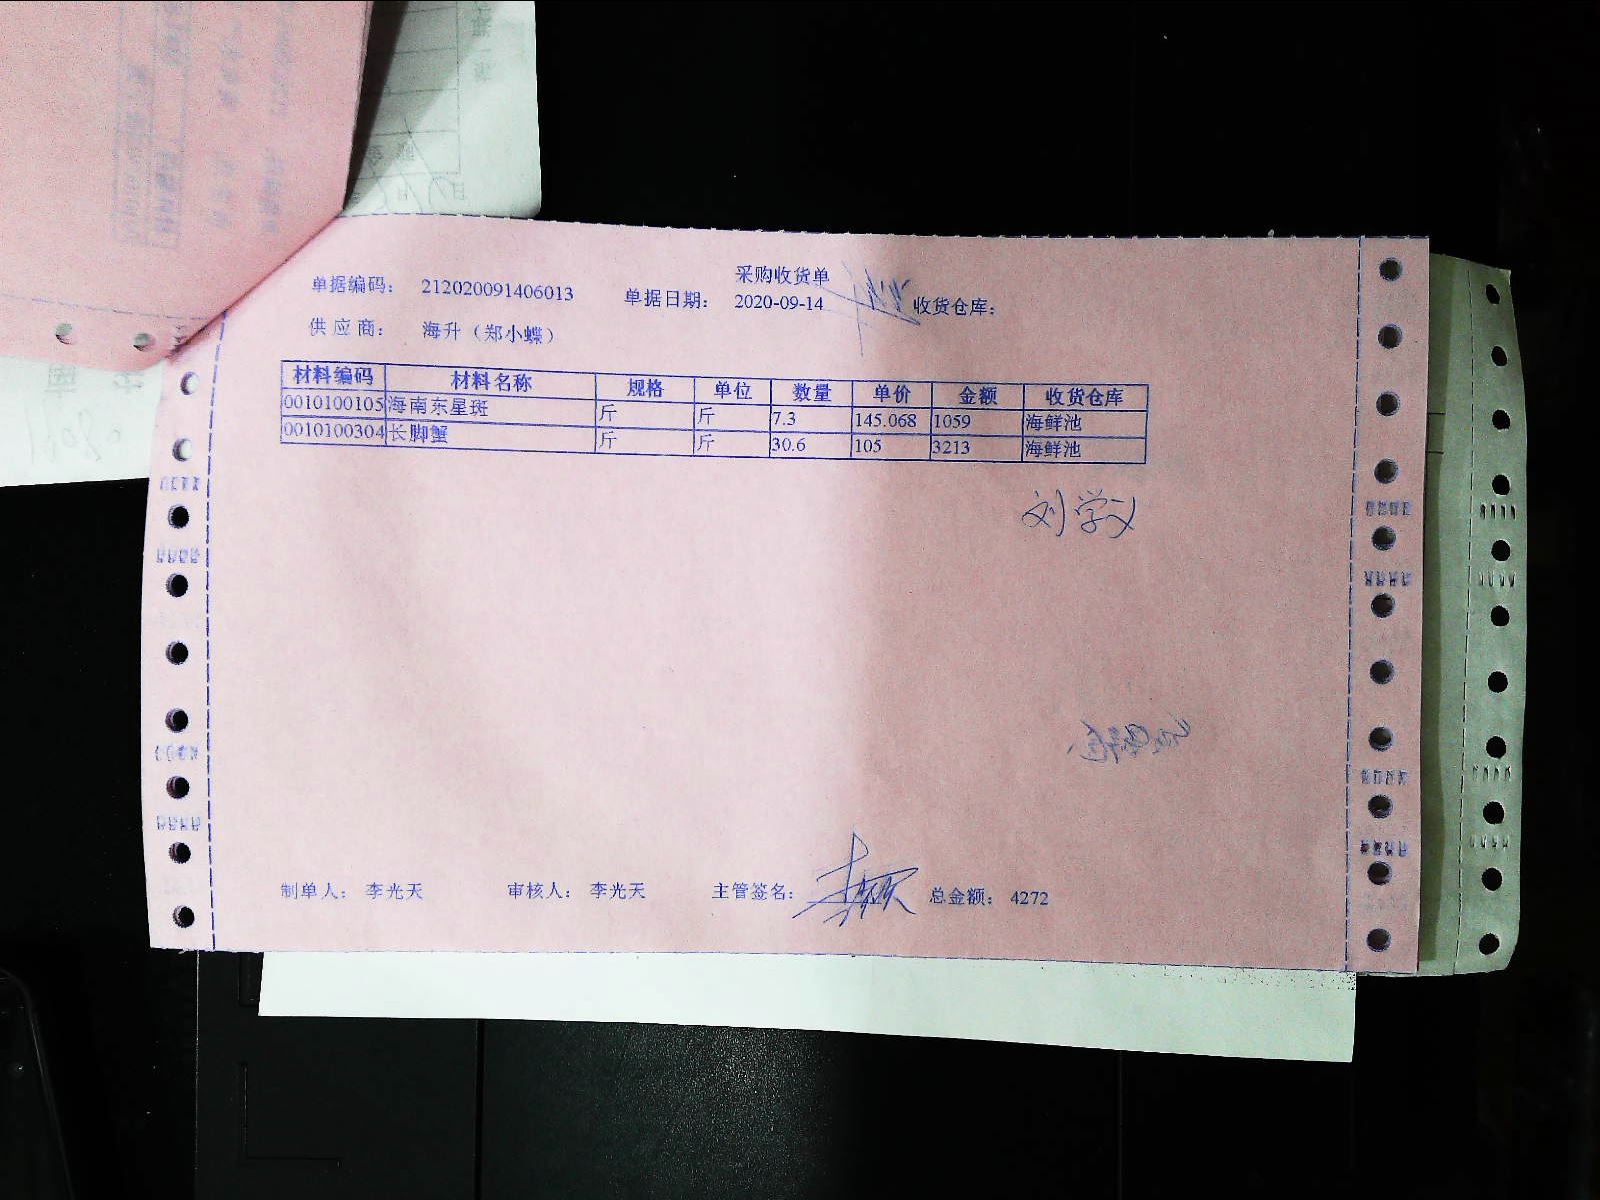 采购收货单
单据编码： 212020091406013 单据日期： 2020-09-14 收货仓库：
供应商： 海升（郑小蝶）
材料编码 材料名称 规格 单位 数量 单价 金额 收货仓库
0010100105 海南东星斑 斤 斤 7.3 145.068 1059 海鲜池
0010100304 长脚蟹 斤 斤 30.6 105 3213 海鲜池
刘学义
制单人： 李光天 审核人： 李光天 主管签名： 总金额： 4272